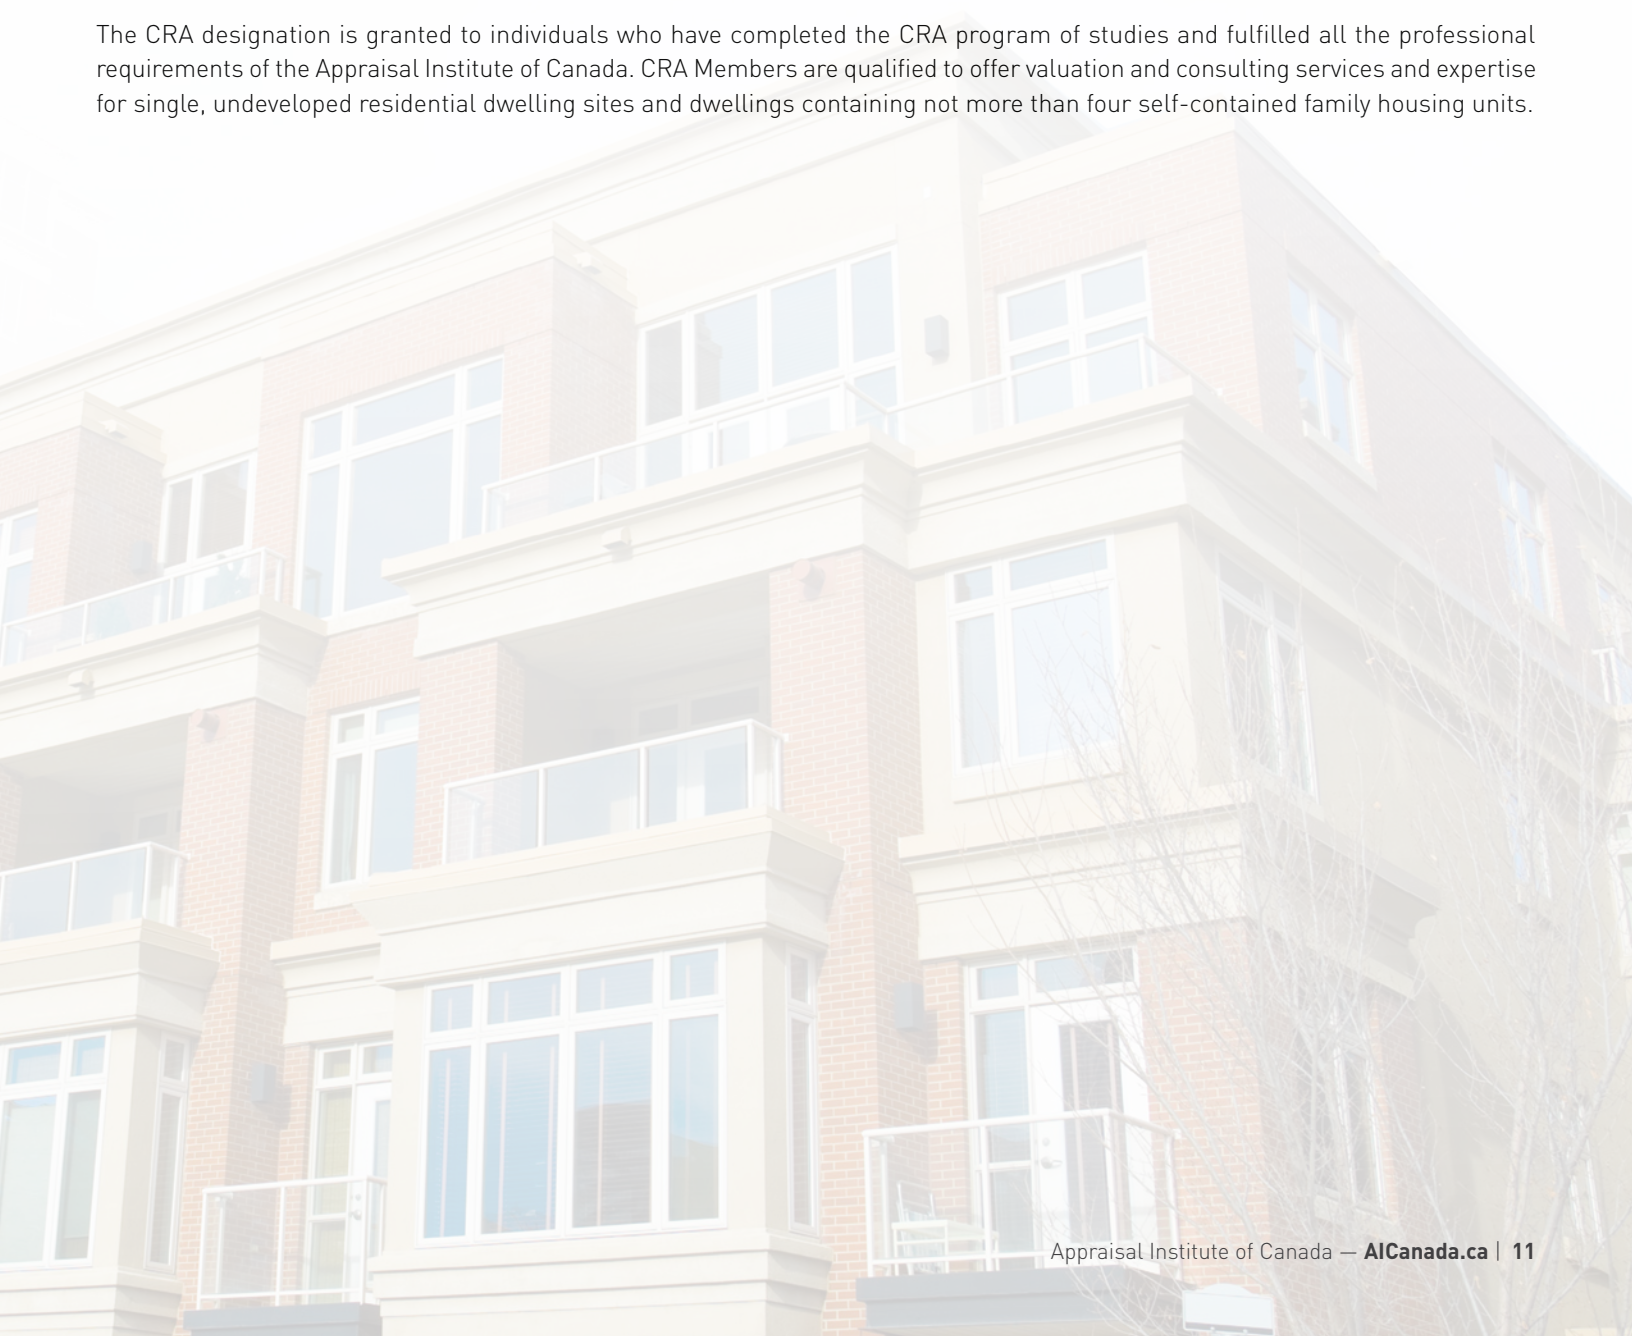 The CRA designation is granted to individuals who have completed the CRA program of studies and fulfilled all the professional
requirements of the Appraisal Institute of Canada. CRA Members are qualified to offer valuation and consulting services and expertise
for single, undeveloped residential dwelling sites and dwellings containing not more than four self-contained family housing units.
Appraisal Institute of Canada — AICanada.ca | 11